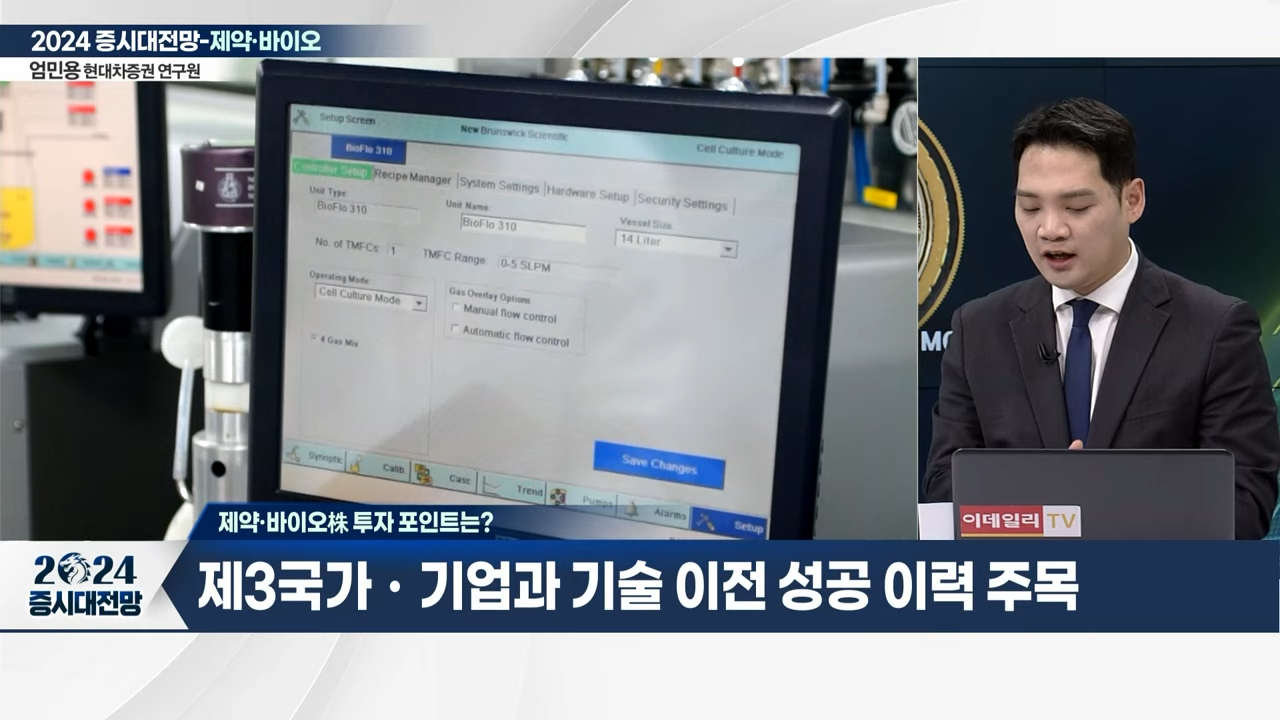 2024 증시대전망-제약·바이오
엄민용 현대차증권 연구원
Setup Screen
New Brunswick Scientific
Cell Culture Mode
BioFlo 310
Controller Setup
Recipe Manager
System Settings
Hardware Setup
Security Settings
Unit Type:
BioFlo 310
Unit Name:
BioFlo 310
Vessel Size:
14 Liter
No. of TMFCs: 1
TMFC Range: 0-5 SLPM
Operating Mode:
Cell Culture Mode
Gas Overlay Options
Manual flow control
Automatic flow control
4 Gas Mix
Save Changes
Synoptic
Calib
Casc
Trend
Pumps
Alarms
Setup
이데일리 TV
제약·바이오株 투자 포인트는?
2024
증시대전망
제3국가·기업과 기술 이전 성공 이력 주목